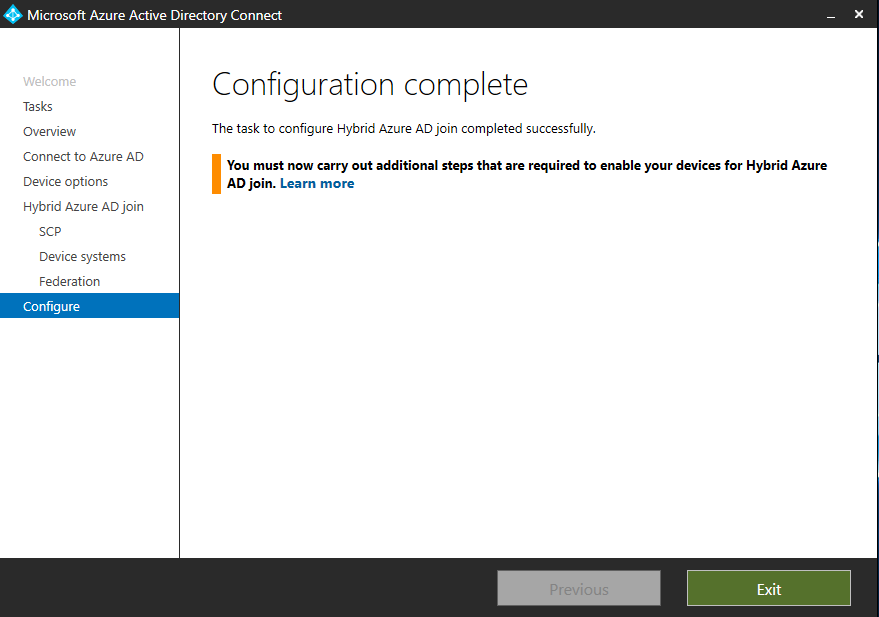 Microsoft Azure Active Directory Connect
Welcome
Tasks
Overview
Connect to Azure AD
Device options
Hybrid Azure AD join
SCP
Device systems
Federation
Configure
Configuration complete
The task to configure Hybrid Azure AD join completed successfully.
You must now carry out additional steps that are required to enable your devices for Hybrid Azure
AD join. Learn more
Previous
Exit